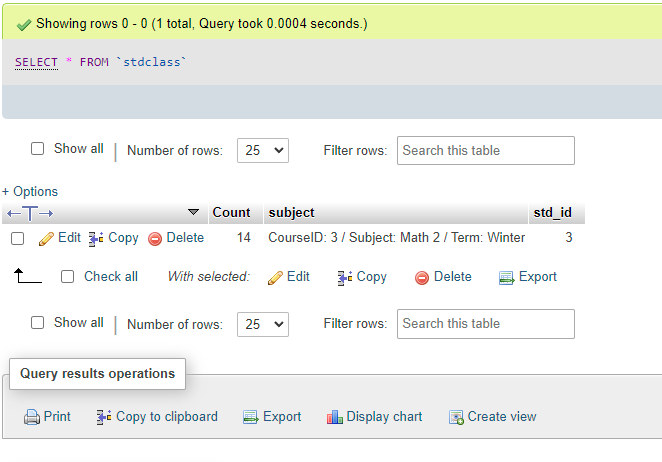 Showing rows 0 - 0 (1 total, Query took 0.0004 seconds.)
SELECT * FROM `stdclass`
Show all | Number of rows: 25 Filter rows: Search this table
+ Options
←T→ Count subject std_id
Edit Copy Delete 14 CourseID: 3 / Subject: Math 2 / Term: Winter 3
Check all With selected: Edit Copy Delete Export
Show all | Number of rows: 25 Filter rows: Search this table
Query results operations
Print Copy to clipboard Export Display chart Create view